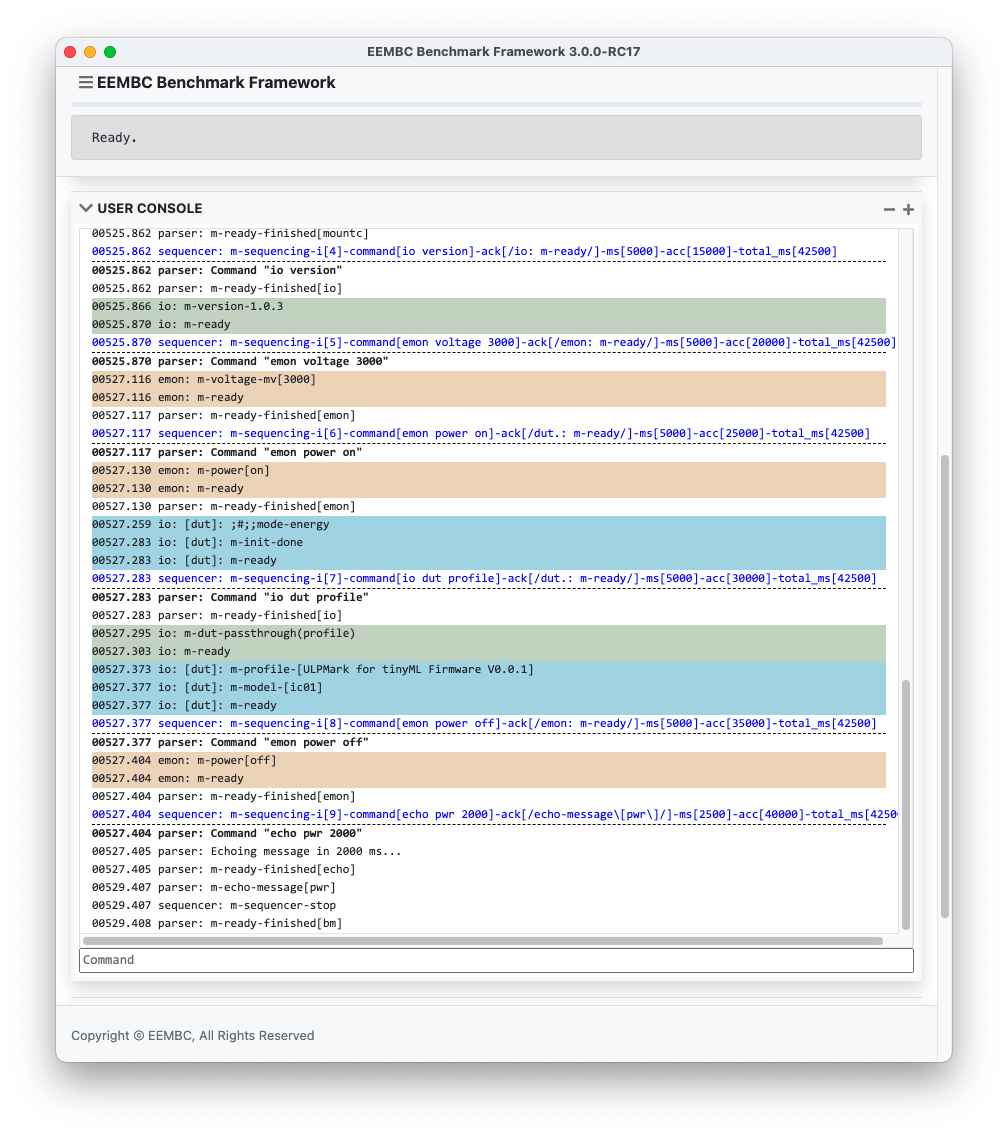 EEMBC Benchmark Framework 3.0.0-RC17
EEMBC Benchmark Framework
Ready.
USER CONSOLE
00525.862 parser: m-ready-finished[mountc]
00525.862 sequencer: m-sequencing-i[4]-command[io version]-ack[/io: m-ready/]-ms[5000]-acc[15000]-total_ms[42500]
00525.862 parser: Command "io version"
00525.862 parser: m-ready-finished[io]
00525.866 io: m-version-1.0.3
00525.870 io: m-ready
00525.870 sequencer: m-sequencing-i[5]-command[emon voltage 3000]-ack[/emon: m-ready/]-ms[5000]-acc[20000]-total_ms[42500]
00525.870 parser: Command "emon voltage 3000"
00527.116 emon: m-voltage-mv[3000]
00527.116 emon: m-ready
00527.117 parser: m-ready-finished[emon]
00527.117 sequencer: m-sequencing-i[6]-command[emon power on]-ack[/dut.: m-ready/]-ms[5000]-acc[25000]-total_ms[42500]
00527.117 parser: Command "emon power on"
00527.130 emon: m-power[on]
00527.130 emon: m-ready
00527.130 parser: m-ready-finished[emon]
00527.259 io: [dut]: ;#;;mode-energy
00527.283 io: [dut]: m-init-done
00527.283 io: [dut]: m-ready
00527.283 sequencer: m-sequencing-i[7]-command[io dut profile]-ack[/dut.: m-ready/]-ms[5000]-acc[30000]-total_ms[42500]
00527.283 parser: Command "io dut profile"
00527.283 parser: m-ready-finished[io]
00527.295 io: m-dut-passthrough(profile)
00527.303 io: m-ready
00527.373 io: [dut]: m-profile-[ULPMark for tinyML Firmware V0.0.1]
00527.377 io: [dut]: m-model-[ic01]
00527.377 io: [dut]: m-ready
00527.377 sequencer: m-sequencing-i[8]-command[emon power off]-ack[/emon: m-ready/]-ms[5000]-acc[35000]-total_ms[42500]
00527.377 parser: Command "emon power off"
00527.404 emon: m-power[off]
00527.404 emon: m-ready
00527.404 parser: m-ready-finished[emon]
00527.404 sequencer: m-sequencing-i[9]-command[echo pwr 2000]-ack[/echo-message\[pwr\]/]-ms[2500]-acc[40000]-total_ms[4250
00527.404 parser: Command "echo pwr 2000"
00527.405 parser: Echoing message in 2000 ms...
00527.405 parser: m-ready-finished[echo]
00529.407 parser: m-echo-message[pwr]
00529.407 sequencer: m-sequencer-stop
00529.408 parser: m-ready-finished[bm]
Command
Copyright © EEMBC, All Rights Reserved